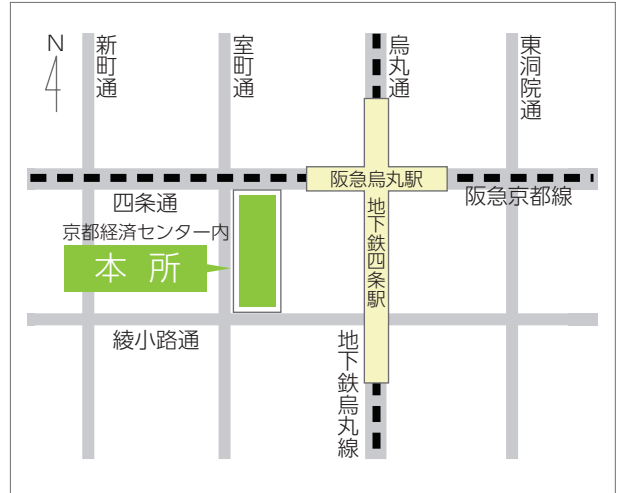 N
新町通
室町通
烏丸通
東洞院通
阪急烏丸駅
四条通
阪急京都線
地下鉄四条駅
京都経済センター内
本所
綾小路通
地下鉄烏丸線